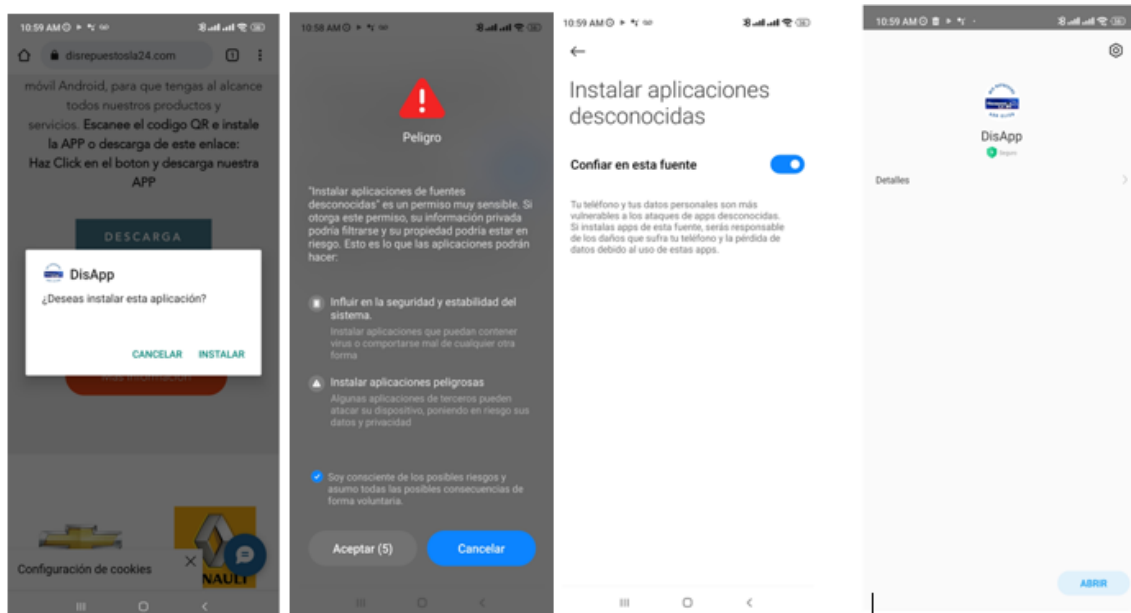 10:59 AM
disrepuestosla24.com
1
móvil Android, para que tengas al alcance
todos nuestros productos y
servicios. Escanee el codigo QR e instale
la APP o descarga de este enlace:
Haz Click en el boton y descarga nuestra
APP
DESCARGA
DisApp
¿Deseas instalar esta aplicación?
CANCELAR INSTALAR
Mas información
Configuración de cookies
NAULT
10:58 AM
Peligro
"Instalar aplicaciones de fuentes
desconocidas" es un permiso muy sensible. Si
otorga este permiso, su información privada
podría filtrarse y su propiedad podría estar en
riesgo. Esto es lo que las aplicaciones podrán
hacer:
Influir en la seguridad y estabilidad del
sistema.
Instalar aplicaciones que puedan contener
virus o comportarse mal de cualquier otra
forma
Instalar aplicaciones peligrosas
Algunas aplicaciones de terceros pueden
atacar su dispositivo, poniendo en riesgo sus
datos y privacidad
Soy consciente de los posibles riesgos y
asumo todas las posibles consecuencias de
forma voluntaria.
Aceptar (5) Cancelar
10:59 AM
Instalar aplicaciones
desconocidas
Confiar en esta fuente
Tu teléfono y tus datos personales son más
vulnerables a los ataques de apps desconocidas.
Si instalas apps de esta fuente, serás responsable
de los daños que sufra tu teléfono y la pérdida de
datos debido al uso de estas apps.
10:59 AM
DisApp
Seguro
Detalles
ABRIR